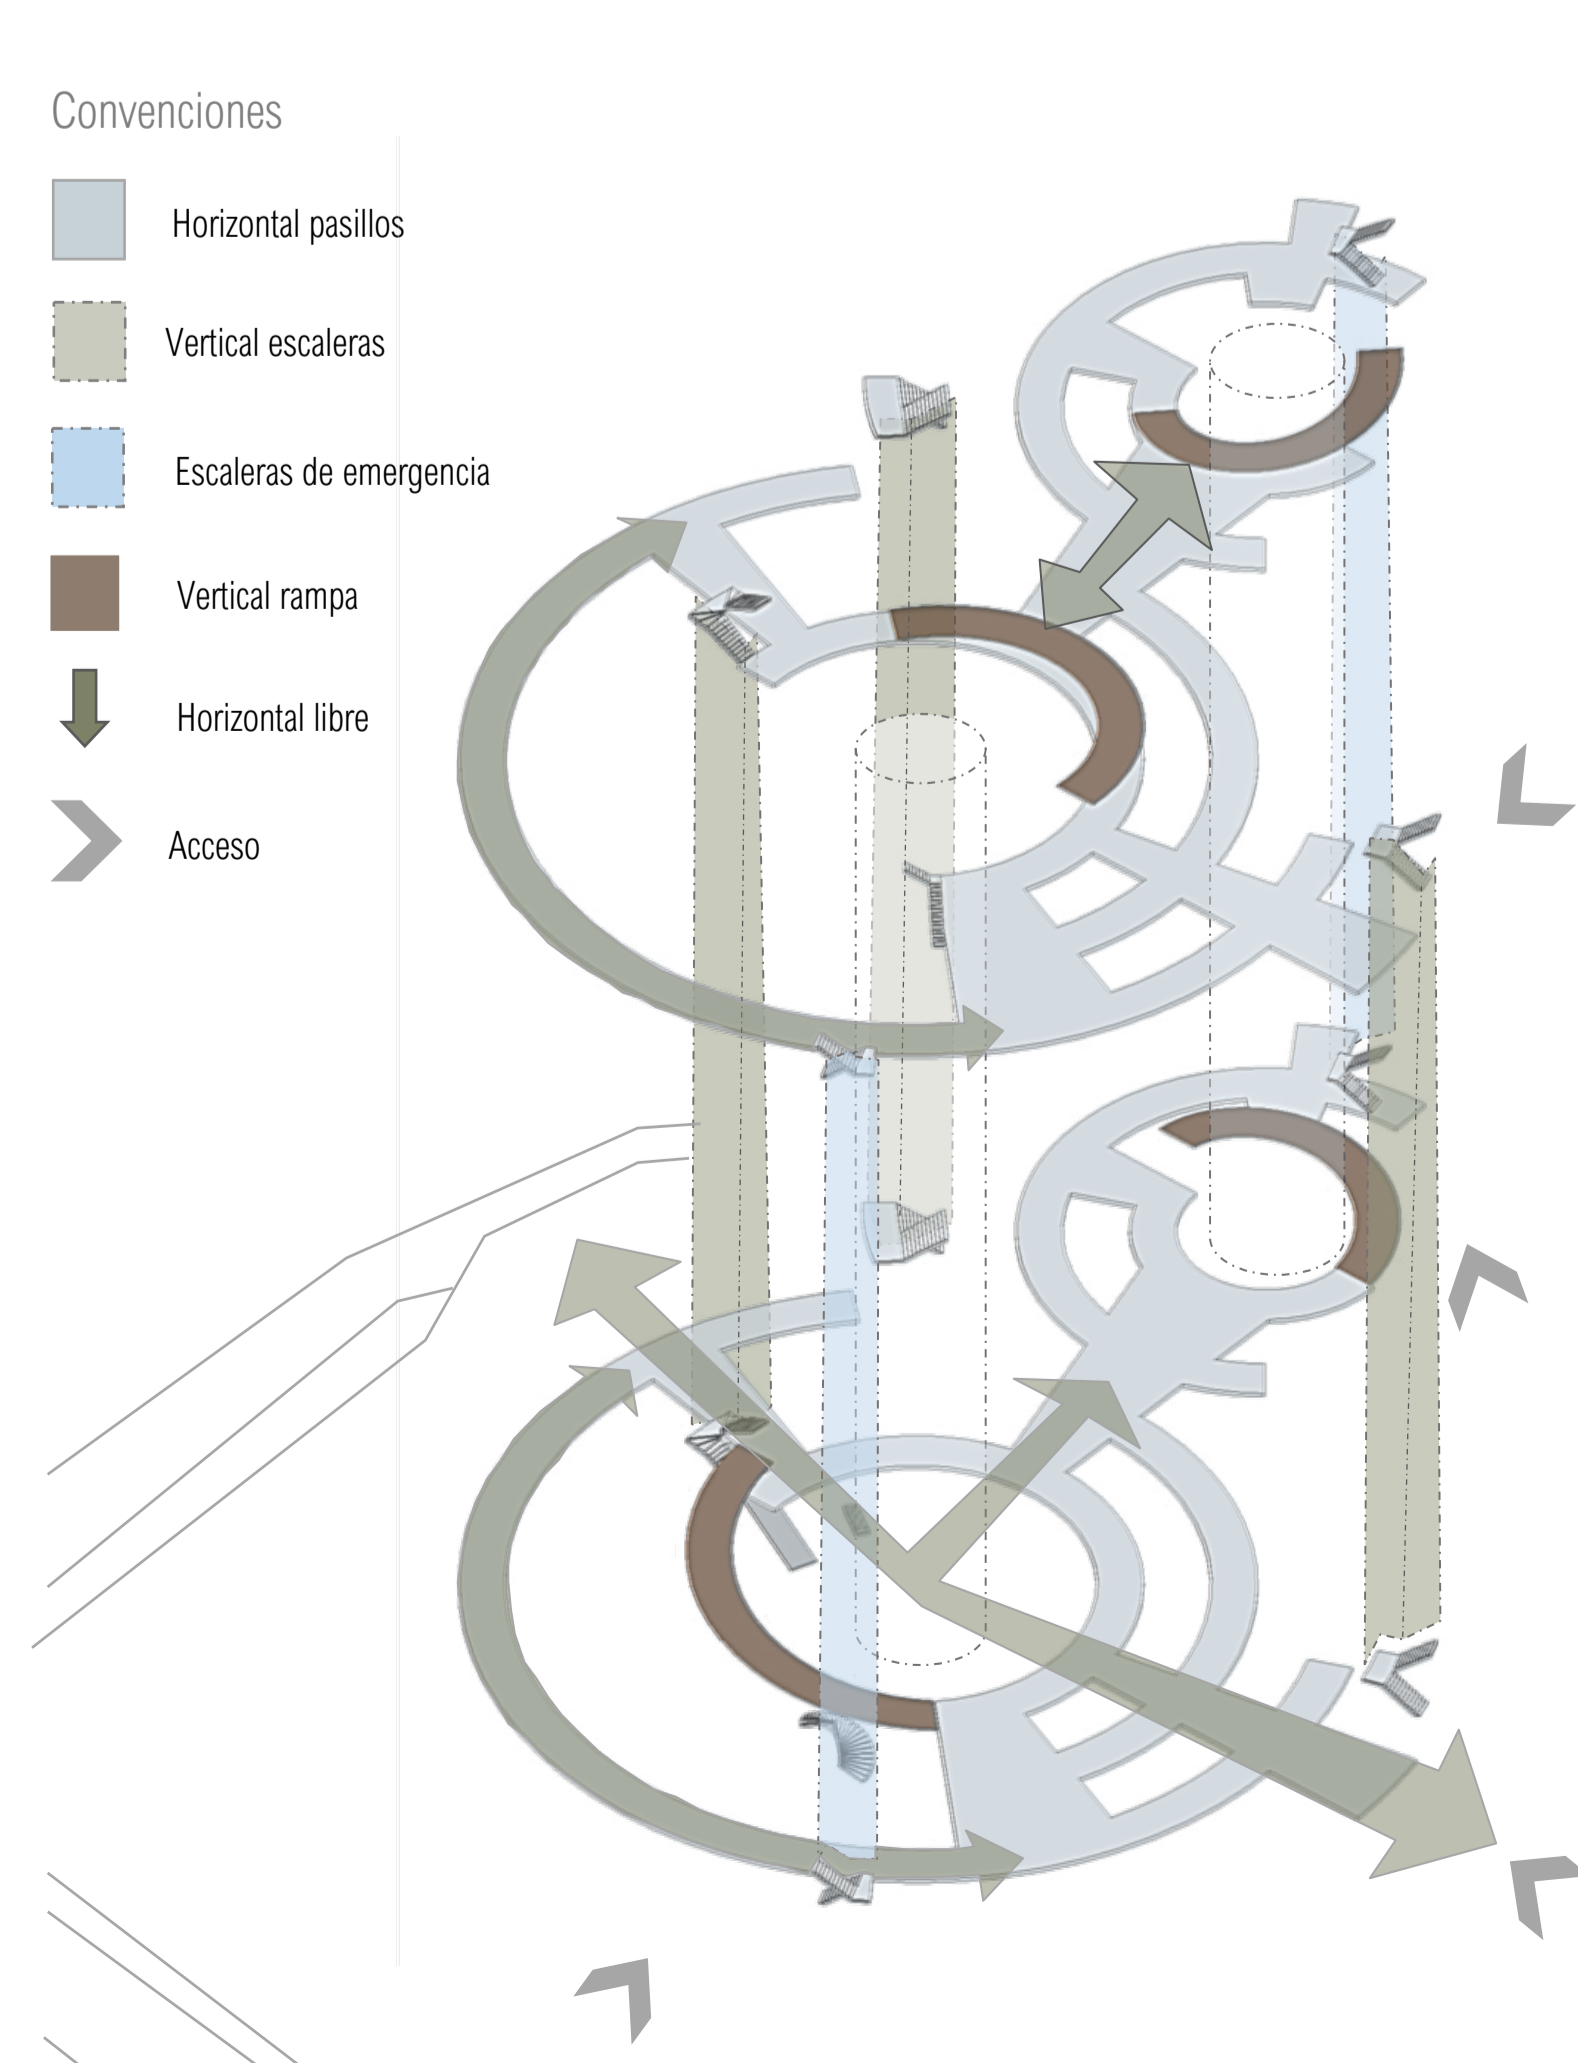 Convenciones
Horizontal pasillos
Vertical escaleras
Escaleras de emergencia
Vertical rampa
Horizontal libre
Acceso